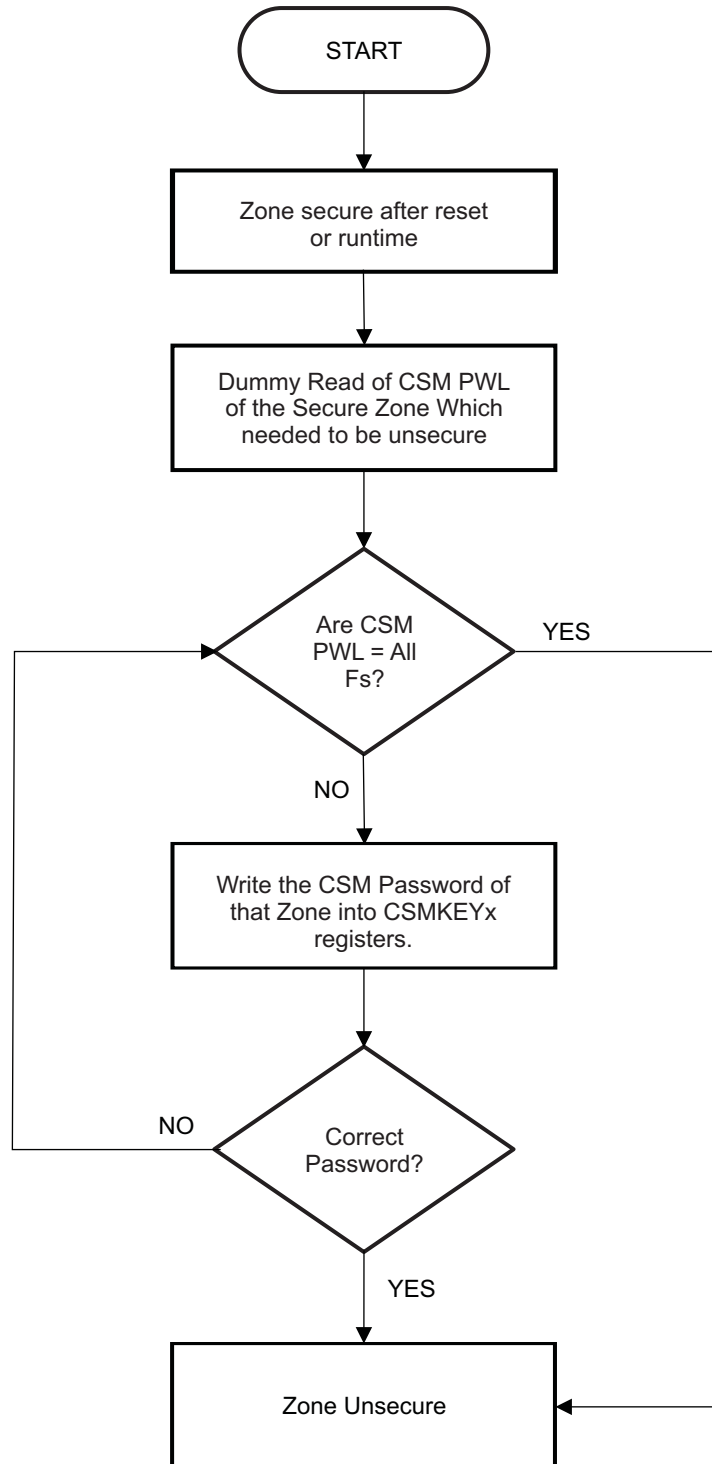 START
Zone secure after reset
or runtime
Dummy Read of CSM PWL
of the Secure Zone Which
needed to be unsecure
Are CSM
PWL = All
Fs?
YES
NO
Write the CSM Password of
that Zone into CSMKEYx
registers.
Correct
Password?
NO
YES
Zone Unsecure